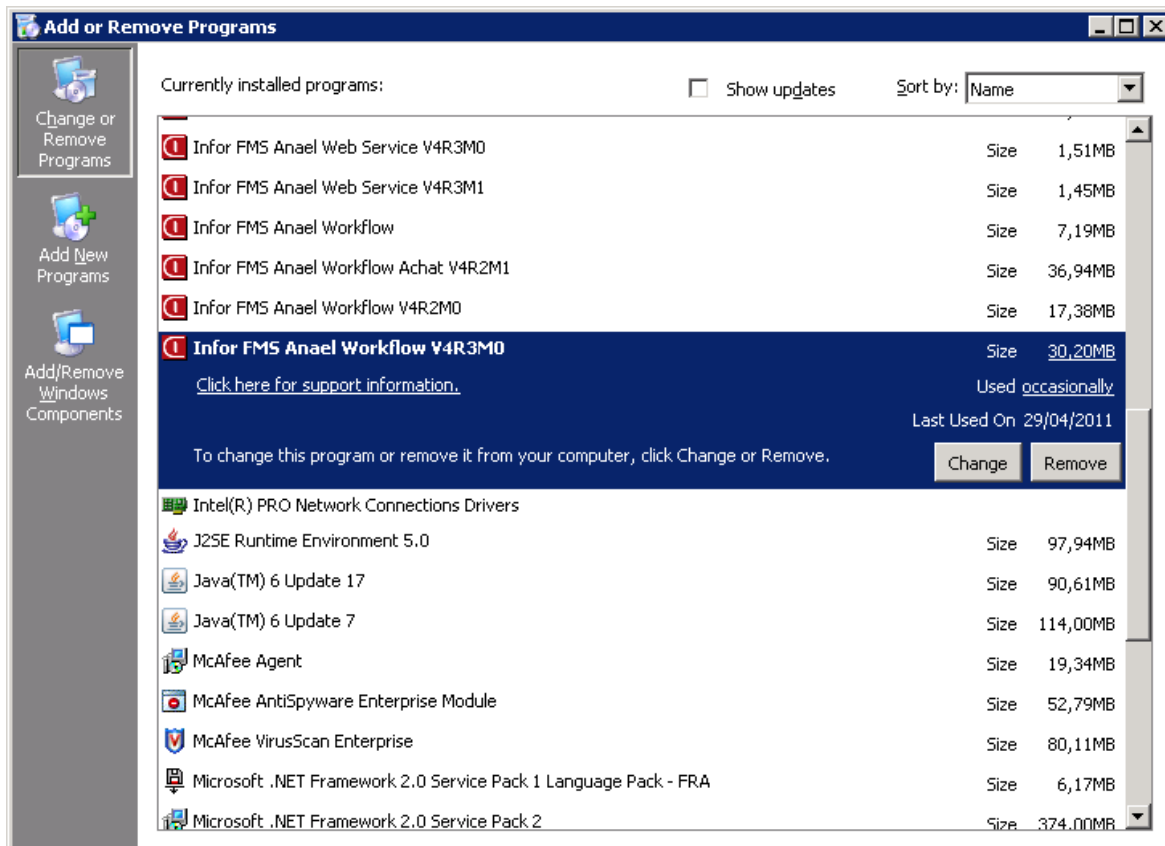 Add or Remove Programs
Change or
Remove
Programs
Add New
Programs
Add/Remove
Windows
Components
Currently installed programs:
Show updates
Sort by: Name
Infor FMS Anael Web Service V4R3M0 Size 1,51MB
Infor FMS Anael Web Service V4R3M1 Size 1,45MB
Infor FMS Anael Workflow Size 7,19MB
Infor FMS Anael Workflow Achat V4R2M1 Size 36,94MB
Infor FMS Anael Workflow V4R2M0 Size 17,38MB
Infor FMS Anael Workflow V4R3M0 Size 30,20MB
Click here for support information. Used occasionally
Last Used On 29/04/2011
To change this program or remove it from your computer, click Change or Remove. Change Remove
Intel(R) PRO Network Connections Drivers
J2SE Runtime Environment 5.0 Size 97,94MB
Java(TM) 6 Update 17 Size 90,61MB
Java(TM) 6 Update 7 Size 114,00MB
McAfee Agent Size 19,34MB
McAfee AntiSpyware Enterprise Module Size 52,79MB
McAfee VirusScan Enterprise Size 80,11MB
Microsoft .NET Framework 2.0 Service Pack 1 Language Pack - FRA Size 6,17MB
Microsoft .NET Framework 2.0 Service Pack 2 Size 374,00MB